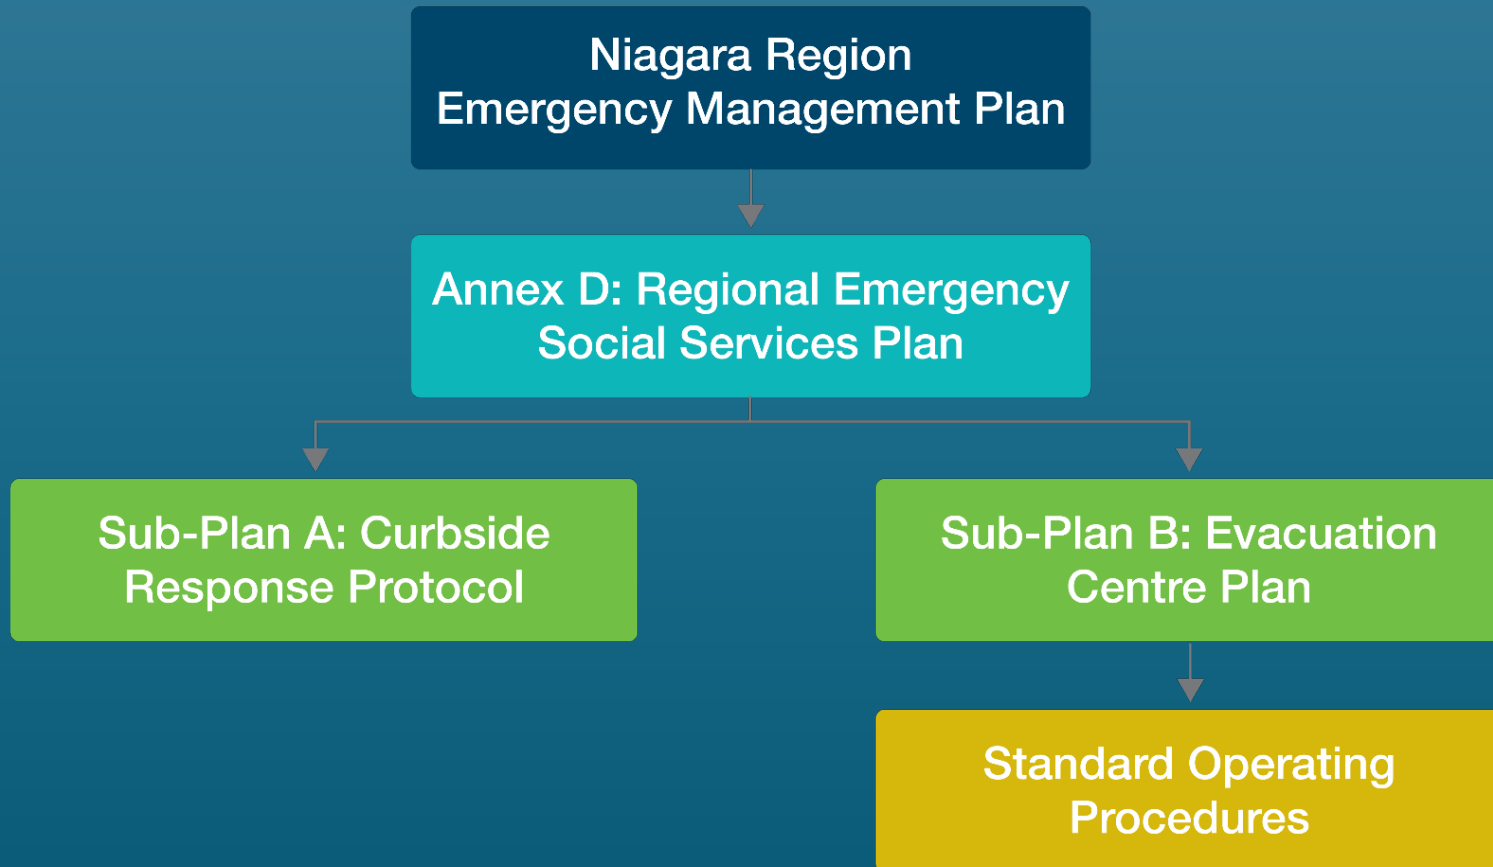 Niagara Region
Emergency Management Plan
Annex D: Regional Emergency
Social Services Plan
Sub-Plan A: Curbside
Response Protocol
Sub-Plan B: Evacuation
Centre Plan
Standard Operating
Procedures